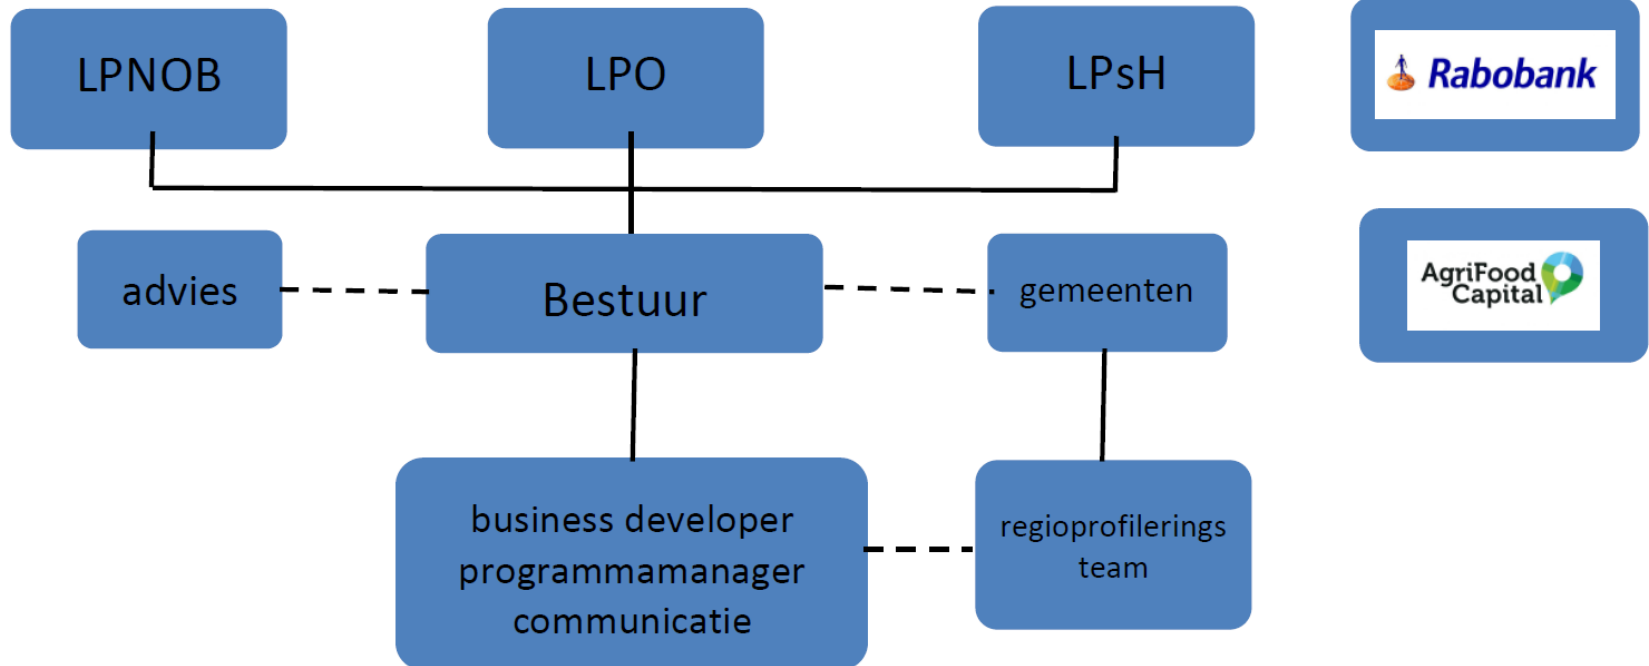 LPNOB
LPO
LPsH
Rabobank
advies
Bestuur
gemeenten
AgriFood
Capital
business developer
programmamanager
communicatie
regioprofilerings
team